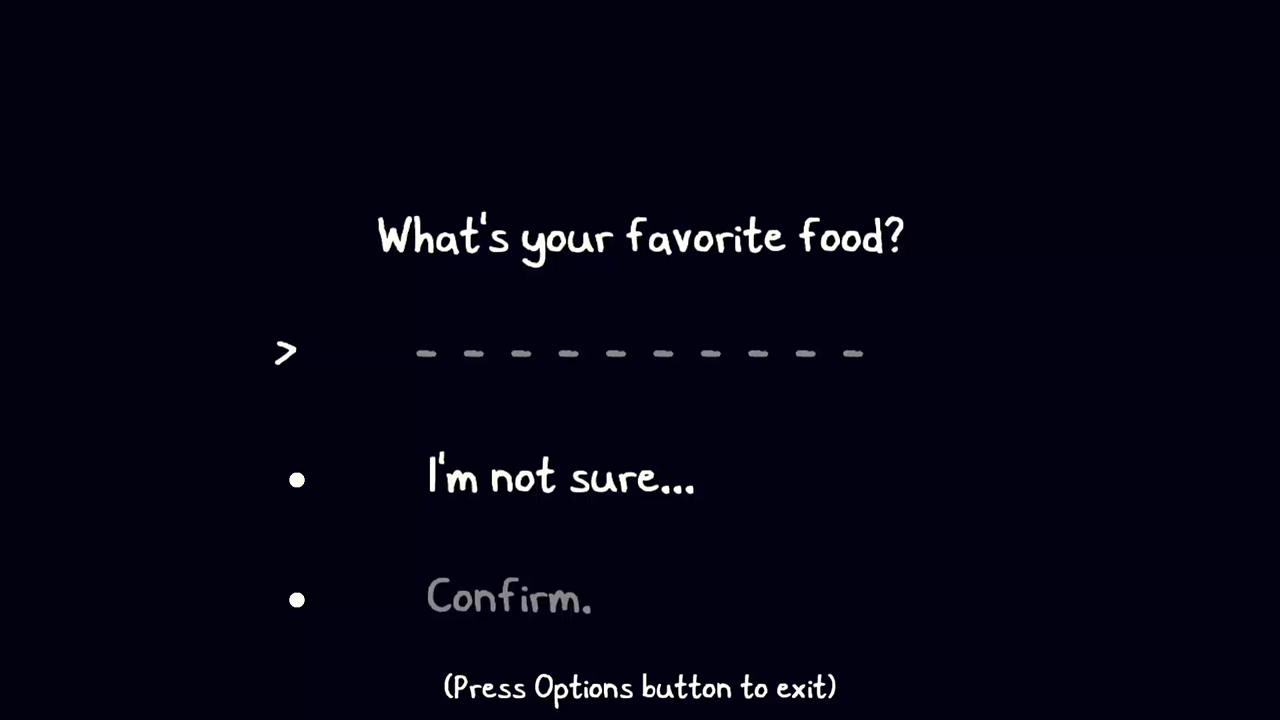 What's your favorite food?
> - - - - - - - - - -
• I'm not sure...
• Confirm.
(Press Options button to exit)